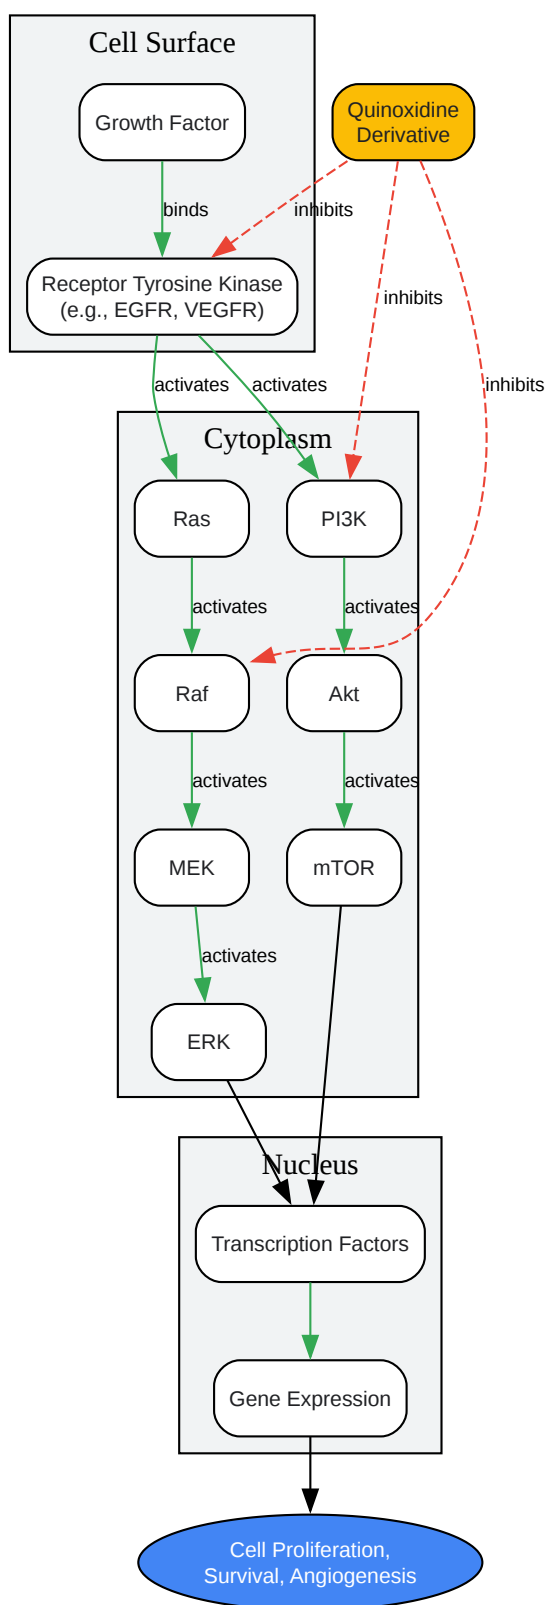 Cell Surface
Growth Factor
Quinoxidine
Derivative
binds
inhibits
Receptor Tyrosine Kinase
(e.g., EGFR, VEGFR)
inhibits
activates
activates
inhibits
Cytoplasm
Ras
PI3K
activates
activates
Raf
Akt
activates
activates
MEK
mTOR
activates
ERK
Nucleus
Transcription Factors
Gene Expression
Cell Proliferation,
Survival, Angiogenesis